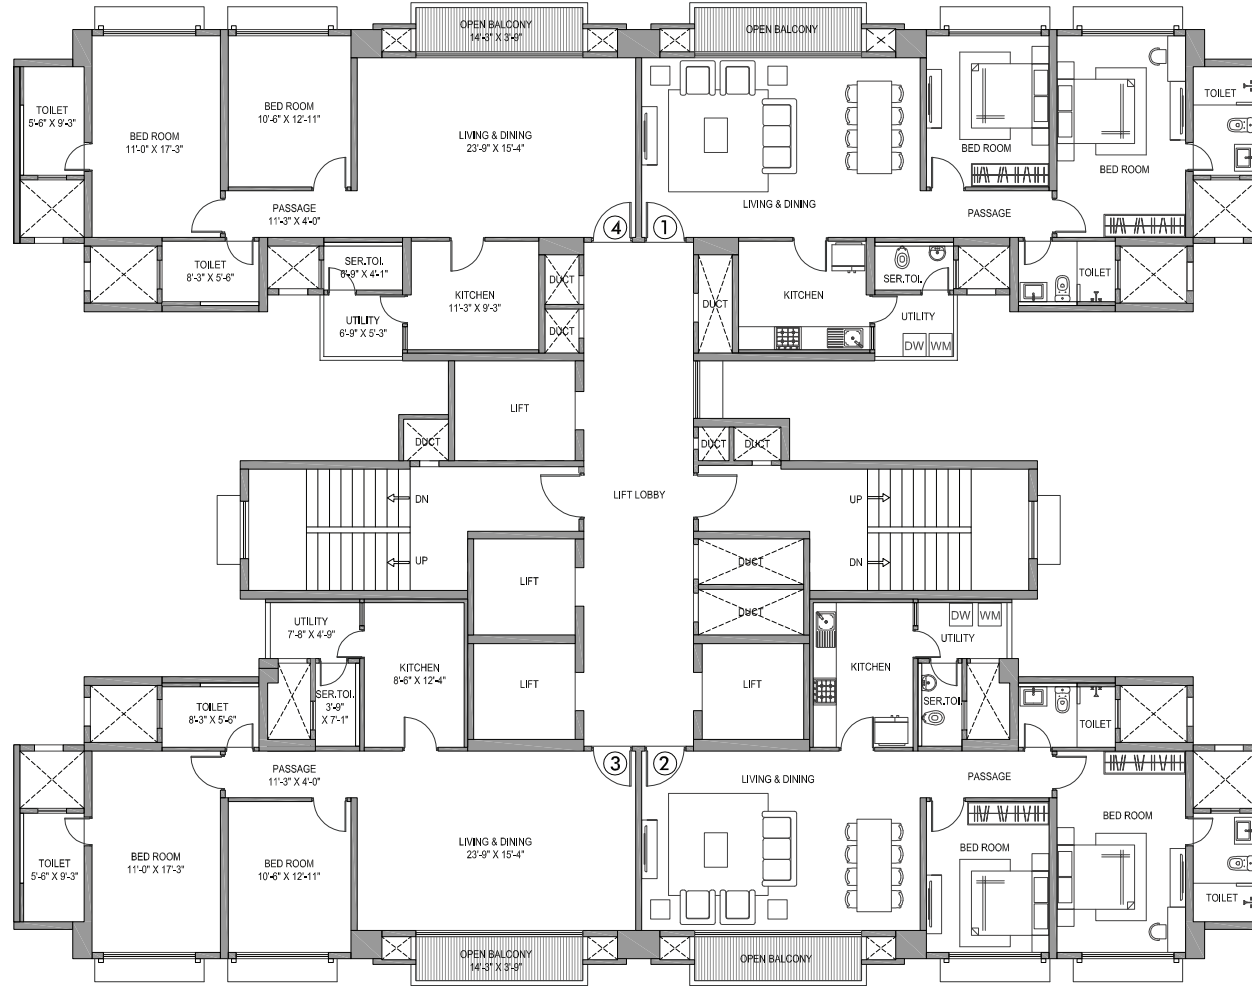 OPEN BALCONY
14'-3" X 3'-9"
OPEN BALCONY
TOILET
5'-6" X 9'-3"
BED ROOM
11'-0" X 17'-3"
BED ROOM
10'-6" X 12'-11"
LIVING & DINING
23'-9" X 15'-4"
BED ROOM
BED ROOM
TOILET
PASSAGE
11'-3" X 4'-0"
LIVING & DINING
PASSAGE
4
1
TOILET
8'-3" X 5'-6"
SER.TOI.
6'-9" X 4'-1"
KITCHEN
11'-3" X 9'-3"
DUCT
DUCT
DUCT
KITCHEN
SER.TOI.
TOILET
UTILITY
6'-9" X 5'-3"
UTILITY
DW
WM
LIFT
DUCT
DUCT
DUCT
LIFT LOBBY
DN
UP
UP
DN
LIFT
DUCT
DUCT
UTILITY
7'-8" X 4'-9"
KITCHEN
8'-6" X 12'-4"
DW
WM
UTILITY
KITCHEN
LIFT
LIFT
TOILET
8'-3" X 5'-6"
SER.TOI.
3'-9"
X 7'-1"
SER.TOI.
TOILET
3
2
PASSAGE
11'-3" X 4'-0"
LIVING & DINING
PASSAGE
TOILET
5'-6" X 9'-3"
BED ROOM
11'-0" X 17'-3"
BED ROOM
10'-6" X 12'-11"
LIVING & DINING
23'-9" X 15'-4"
BED ROOM
BED ROOM
TOILET
OPEN BALCONY
14'-3" X 3'-9"
OPEN BALCONY